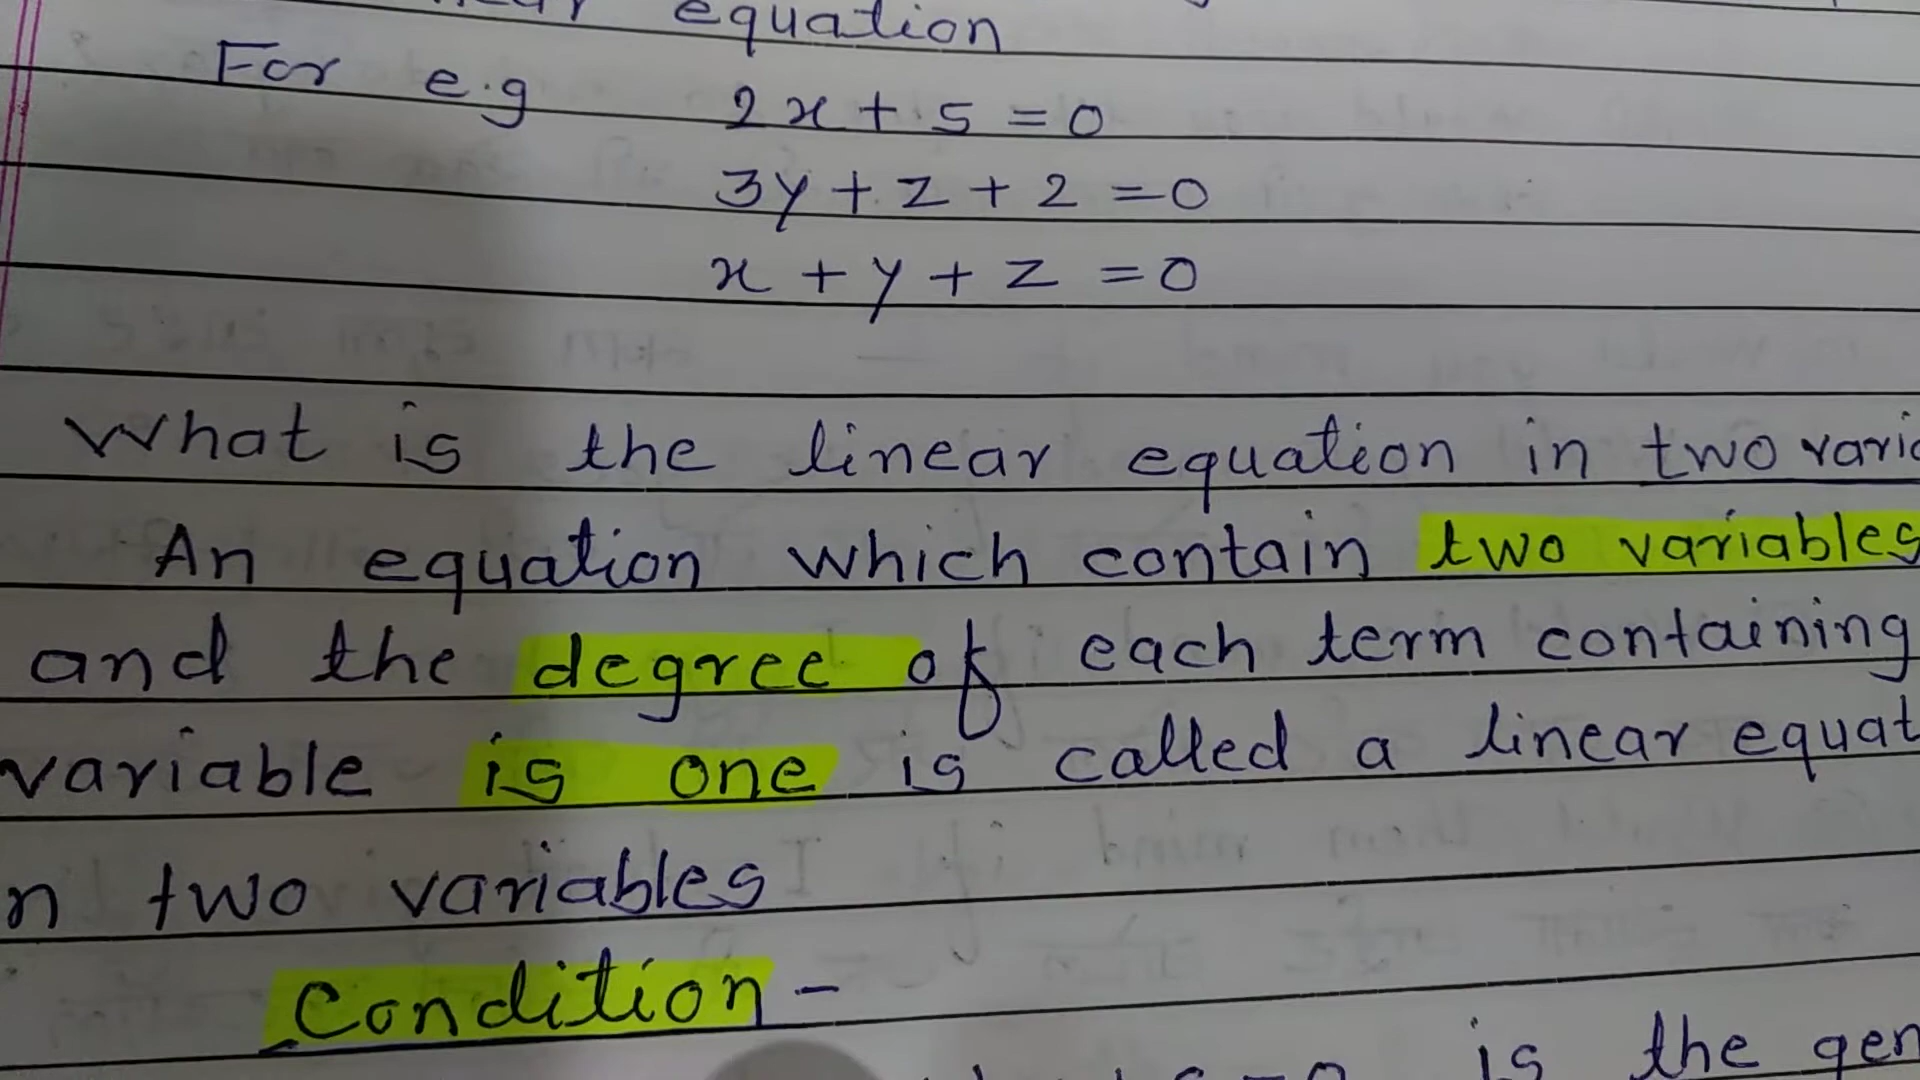 equation
For e.g 2x + 5 = 0
3y + z + 2 = 0
x + y + z = 0
What is the linear equation in two varia
An equation which contain two variables
and the degree of each term containing
variable is one is called a linear equat
n two variables
Condition -
is the gen